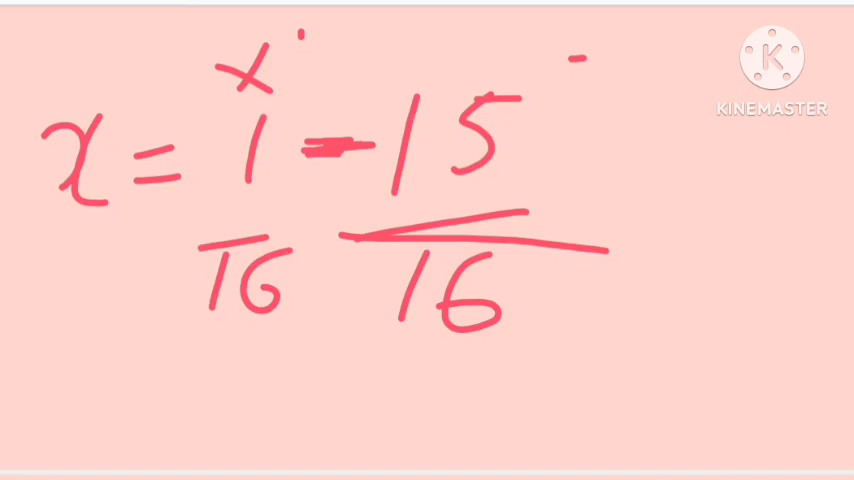 KINEMASTER
x
x = 1 - 15
16 16